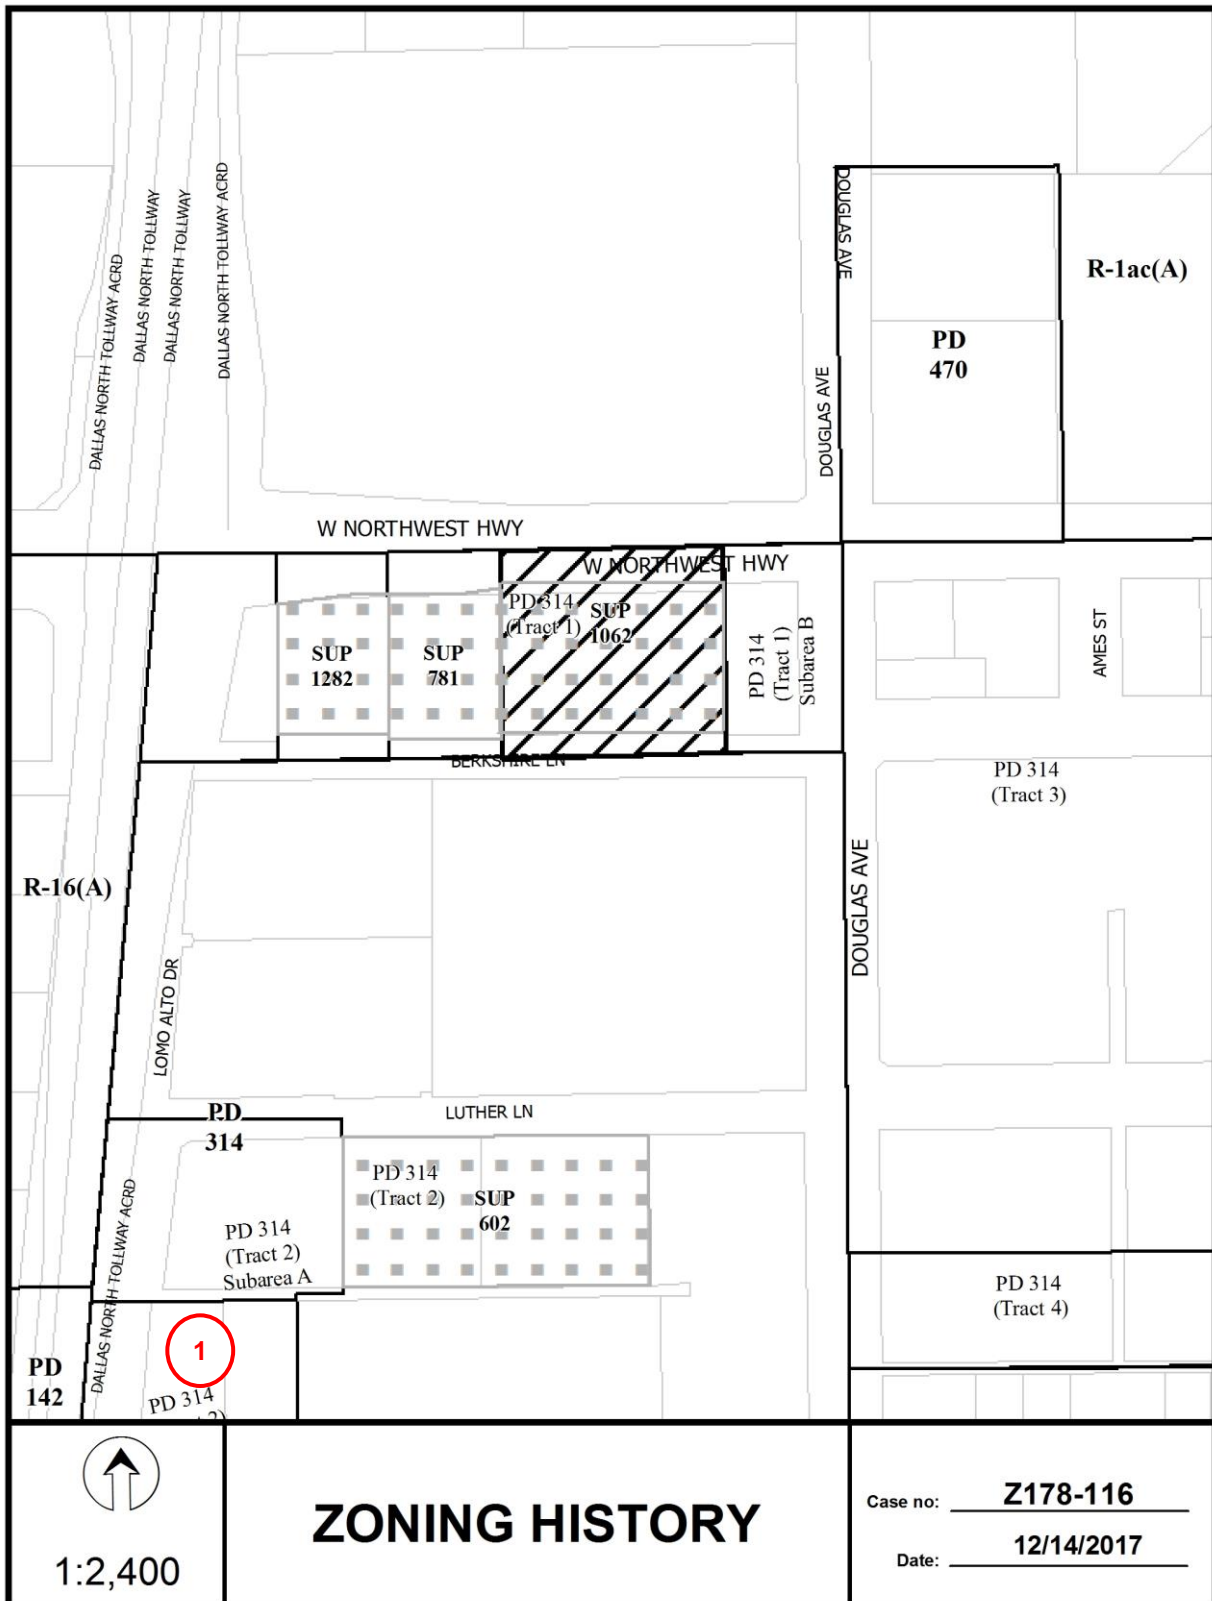 DALLAS NORTH TOLLWAY ACRD
DALLAS NORTH TOLLWAY
DALLAS NORTH TOLLWAY
DALLAS NORTH TOLLWAY ACRD
DOUGLAS AVE
R-1ac(A)
PD
470
DOUGLAS AVE
W NORTHWEST HWY
W NORTHWEST HWY
PD 314
(Tract 1)
SUP
1062
SUP
1282
SUP
781
PD 314
(Tract 1)
Subarea B
AMES ST
BERKSHIRE LN
PD 314
(Tract 3)
R-16(A)
DOUGLAS AVE
LOMO ALTO DR
PD
314
LUTHER LN
PD 314
(Tract 2)
SUP
602
PD 314
(Tract 2)
Subarea A
DALLAS NORTH TOLLWAY ACRD
PD 314
(Tract 4)
1
PD
142
PD 314
1:2,400
ZONING HISTORY
Case no: Z178-116
Date: 12/14/2017